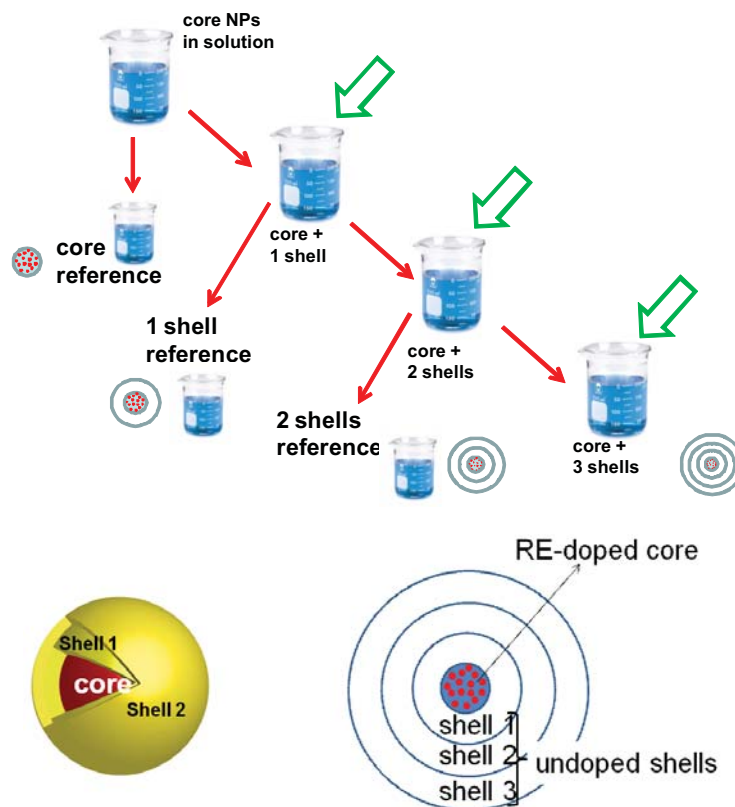 core NPs
in solution
core +
1 shell
core
reference
1 shell
reference
core +
2 shells
2 shells
reference
core +
3 shells
RE-doped core
Shell 1
core
Shell 2
shell 1
shell 2
undoped shells
shell 3